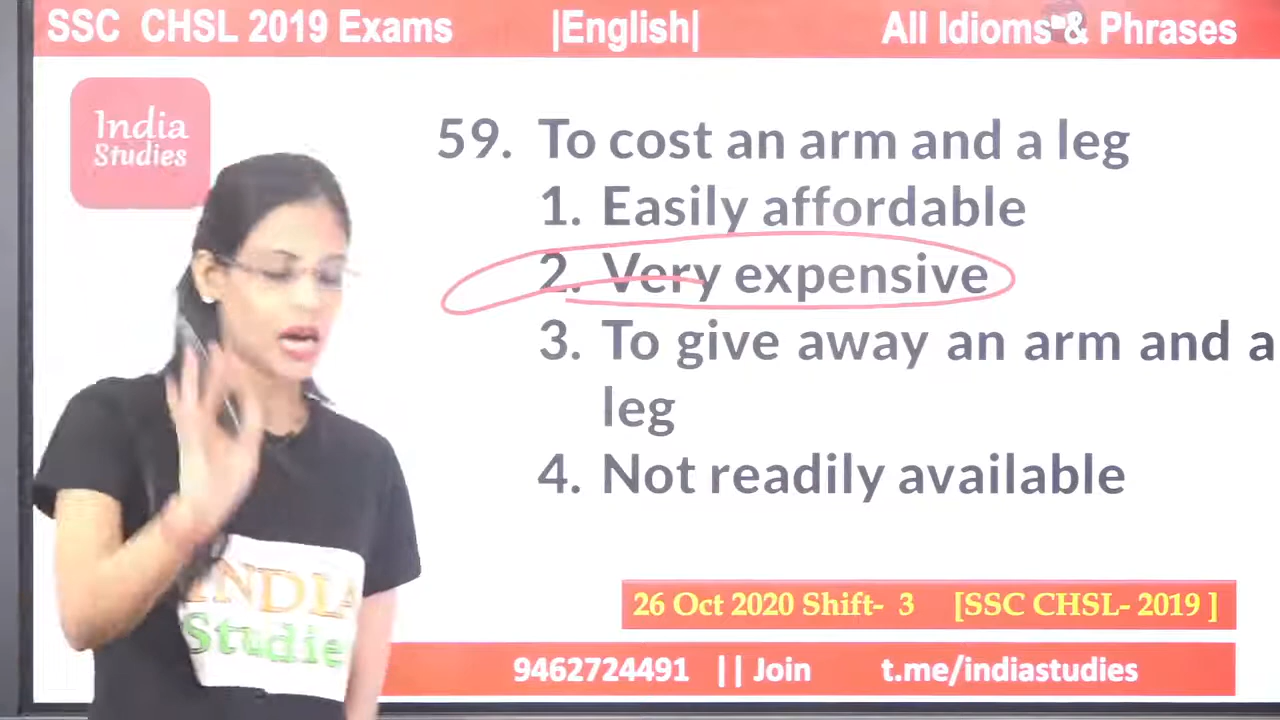 SSC CHSL 2019 Exams |English| All Idioms & Phrases
India
Studies
59. To cost an arm and a leg
1. Easily affordable
2. Very expensive
3. To give away an arm and a
leg
4. Not readily available
INDIA
Studies
26 Oct 2020 Shift- 3 [SSC CHSL- 2019 ]
9462724491 || Join t.me/indiastudies